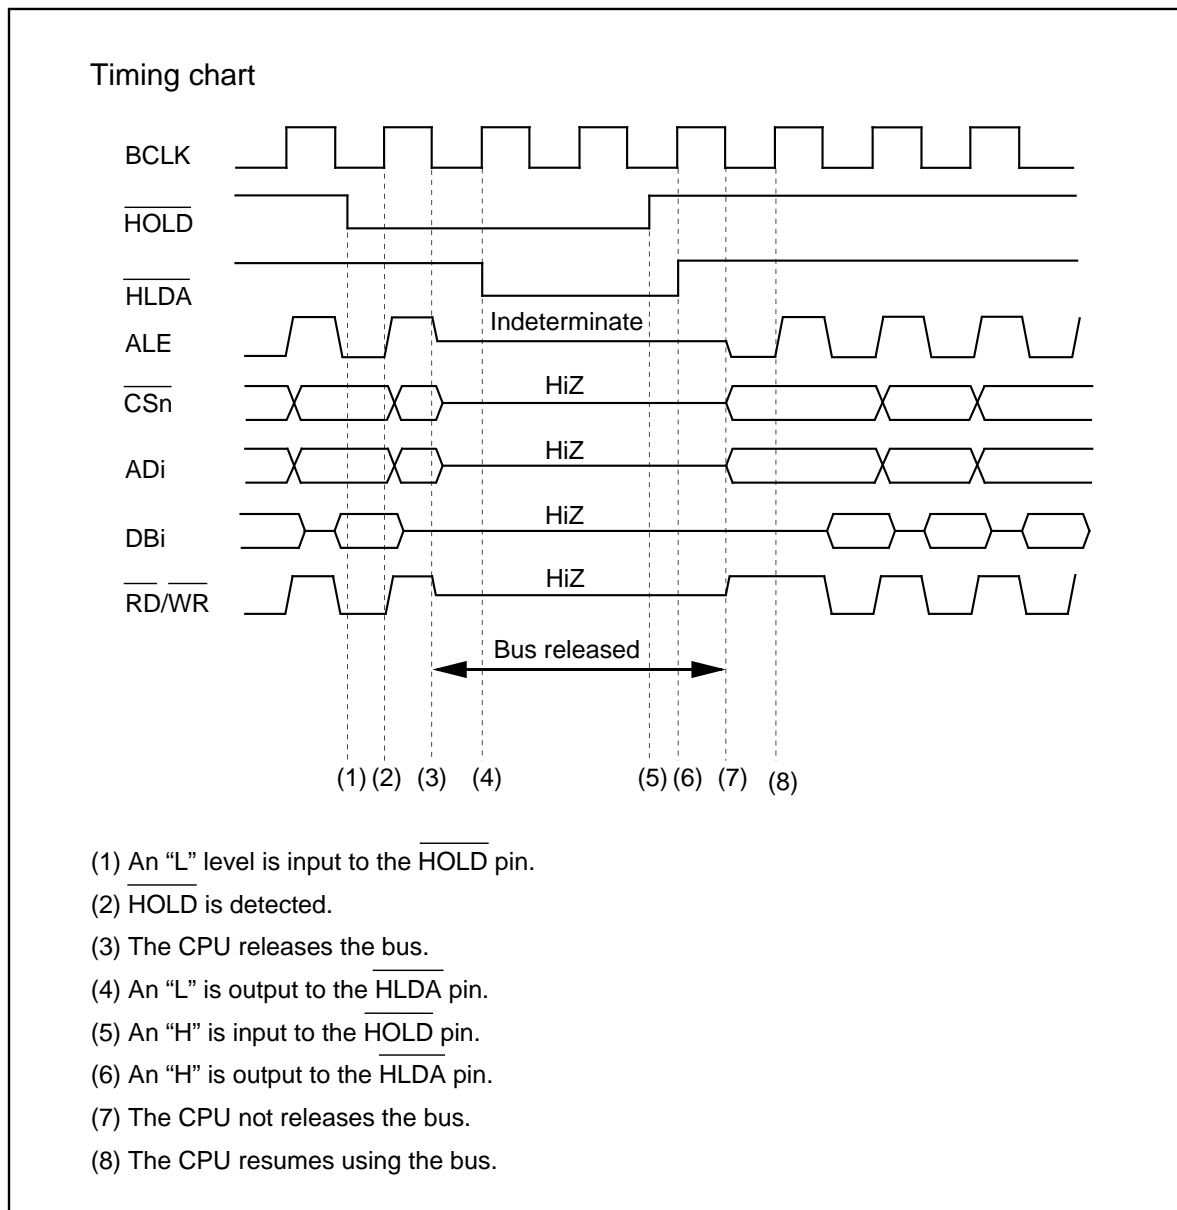 Timing chart
BCLK
HOLD
HLDA
ALE
Indeterminate
CSn
HiZ
ADi
HiZ
DBi
HiZ
RD/WR
HiZ
Bus released
(1) (2) (3) (4) (5) (6) (7) (8)
(1) An “L” level is input to the HOLD pin.
(2) HOLD is detected.
(3) The CPU releases the bus.
(4) An “L” is output to the HLDA pin.
(5) An “H” is input to the HOLD pin.
(6) An “H” is output to the HLDA pin.
(7) The CPU not releases the bus.
(8) The CPU resumes using the bus.